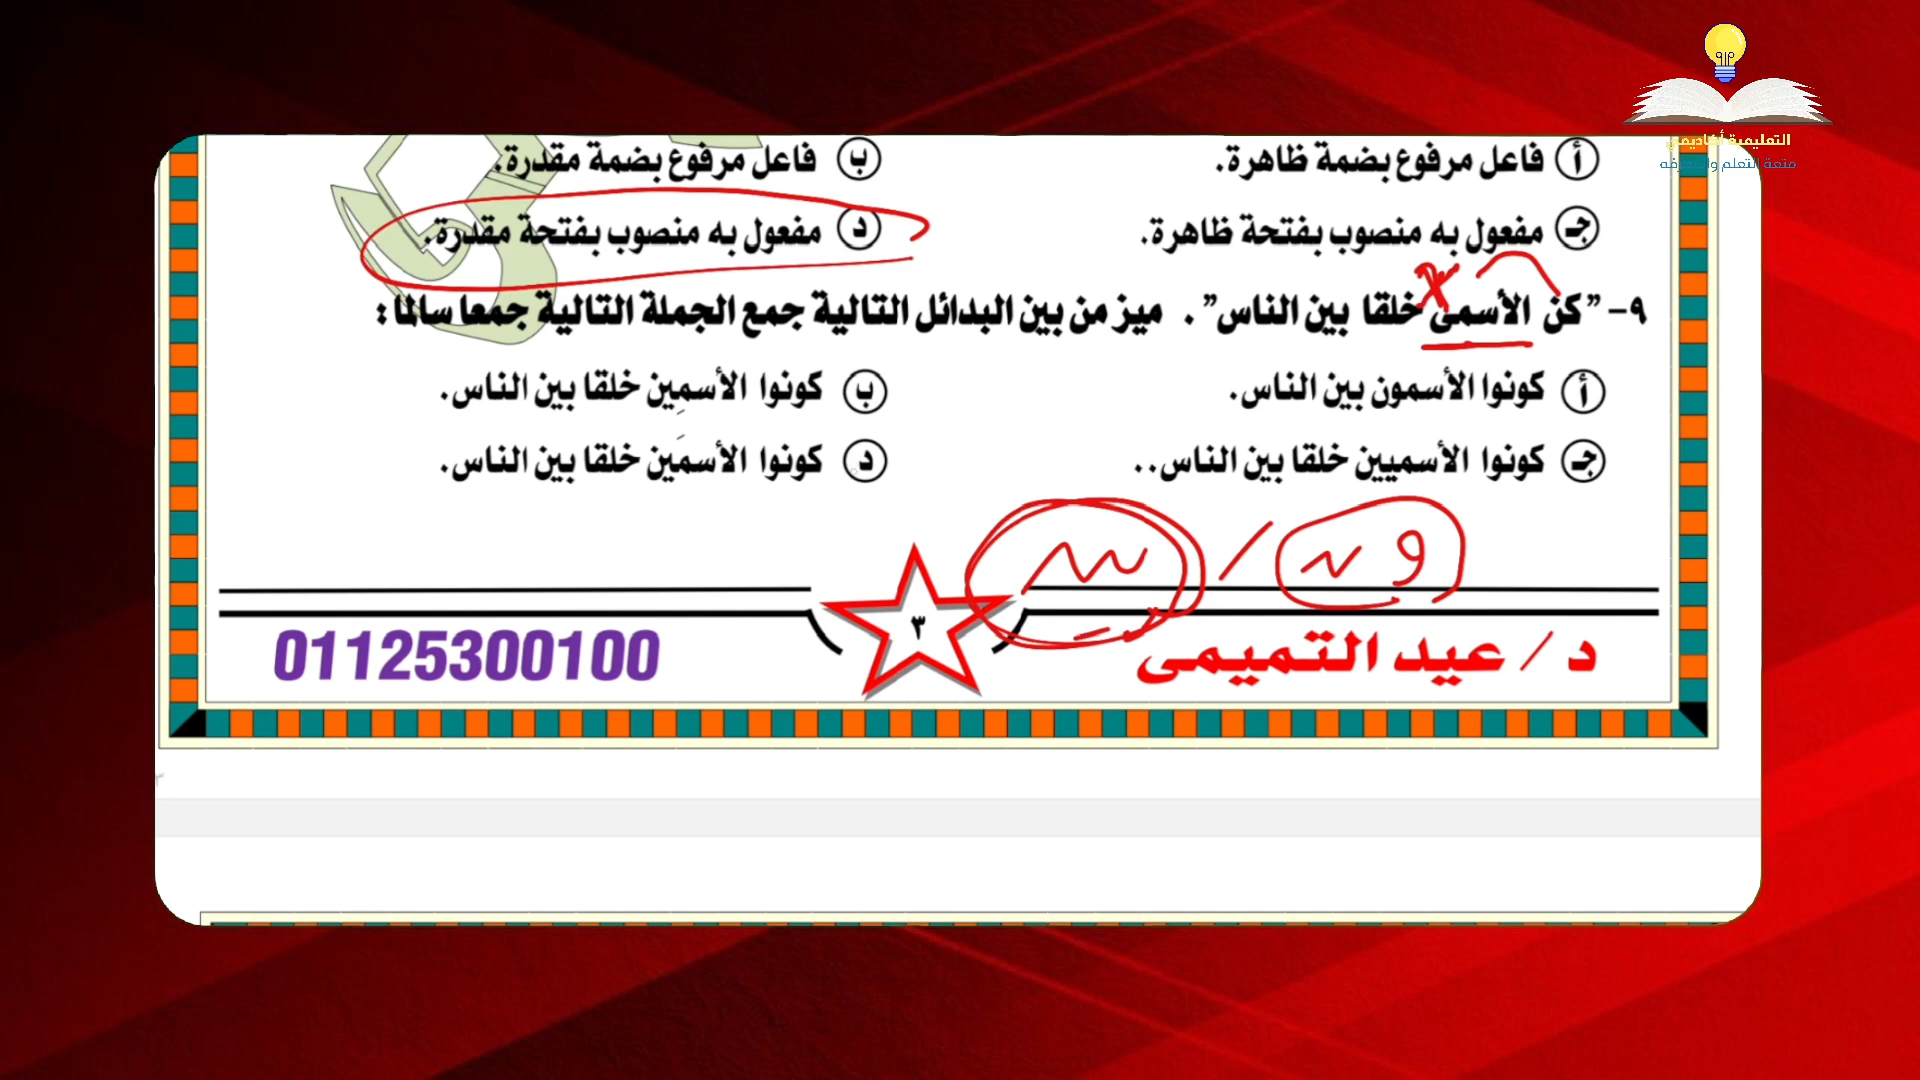 التعليمية أكاديمي
متعة التعلم والمعرفة
أ فاعل مرفوع بضمة ظاهرة. ب فاعل مرفوع بضمة مقدرة.
جـ مفعول به منصوب بفتحة ظاهرة. د مفعول به منصوب بفتحة مقدرة.
٩- "كن الأسمى خلقا بين الناس". ميز من بين البدائل التالية جمع الجملة التالية جمعا سالما :
أ كونوا الأسمون بين الناس. ب كونوا الأسمِين خلقا بين الناس.
جـ كونوا الأسميين خلقا بين الناس.. د كونوا الأسمَين خلقا بين الناس.
ون / ين
٣
د/ عيد التميمى 01125300100